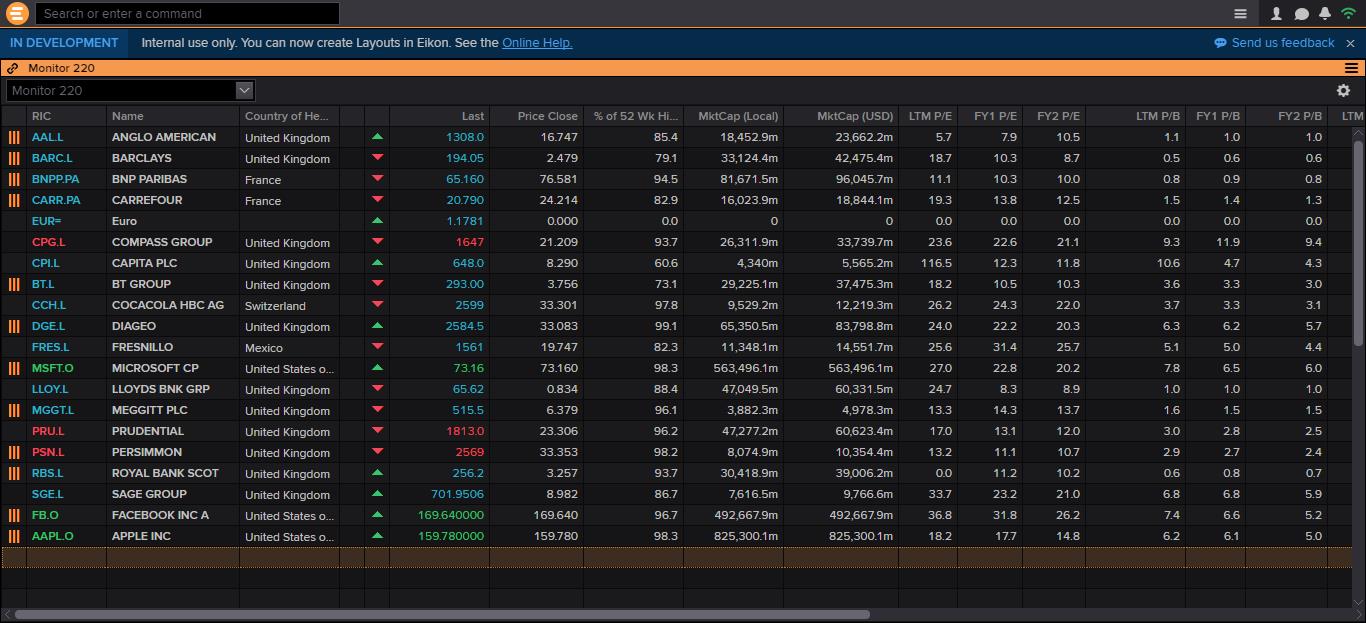 Search or enter a command
IN DEVELOPMENT Internal use only. You can now create Layouts in Eikon. See the Online Help. Send us feedback
Monitor 220
Monitor 220
RIC Name Country of He... Last Price Close % of 52 Wk Hi... MktCap (Local) MktCap (USD) LTM P/E FY1 P/E FY2 P/E LTM P/B FY1 P/B FY2 P/B LTM
AAL.L ANGLO AMERICAN United Kingdom 1308.0 16.747 85.4 18,452.9m 23,662.2m 5.7 7.9 10.5 1.1 1.0 1.0
BARC.L BARCLAYS United Kingdom 194.05 2.479 79.1 33,124.4m 42,475.4m 18.7 10.3 8.7 0.5 0.6 0.6
BNPP.PA BNP PARIBAS France 65.160 76.581 94.5 81,671.5m 96,045.7m 11.1 10.3 10.0 0.8 0.9 0.8
CARR.PA CARREFOUR France 20.790 24.214 82.9 16,023.9m 18,844.1m 19.3 13.8 12.5 1.5 1.4 1.3
EUR= Euro 1.1781 0.000 0.0 0 0 0.0 0.0 0.0 0.0 0.0 0.0
CPG.L COMPASS GROUP United Kingdom 1647 21.209 93.7 26,311.9m 33,739.7m 23.6 22.6 21.1 9.3 11.9 9.4
CPI.L CAPITA PLC United Kingdom 648.0 8.290 60.6 4,340m 5,565.2m 116.5 12.3 11.8 10.6 4.7 4.3
BT.L BT GROUP United Kingdom 293.00 3.756 73.1 29,225.1m 37,475.3m 18.2 10.5 10.3 3.6 3.3 3.0
CCH.L COCACOLA HBC AG Switzerland 2599 33.301 97.8 9,529.2m 12,219.3m 26.2 24.3 22.0 3.7 3.3 3.1
DGE.L DIAGEO United Kingdom 2584.5 33.083 99.1 65,350.5m 83,798.8m 24.0 22.2 20.3 6.3 6.2 5.7
FRES.L FRESNILLO Mexico 1561 19.747 82.3 11,348.1m 14,551.7m 25.6 31.4 25.7 5.1 5.0 4.4
MSFT.O MICROSOFT CP United States o... 73.16 73.160 98.3 563,496.1m 563,496.1m 27.0 22.8 20.2 7.8 6.5 6.0
LLOY.L LLOYDS BNK GRP United Kingdom 65.62 0.834 88.4 47,049.5m 60,331.5m 24.7 8.3 8.9 1.0 1.0 1.0
MGGT.L MEGGITT PLC United Kingdom 515.5 6.379 96.1 3,882.3m 4,978.3m 13.3 14.3 13.7 1.6 1.5 1.5
PRU.L PRUDENTIAL United Kingdom 1813.0 23.306 96.2 47,277.2m 60,623.4m 17.0 13.1 12.0 3.0 2.8 2.5
PSN.L PERSIMMON United Kingdom 2569 33.353 98.2 8,074.9m 10,354.4m 13.2 11.1 10.7 2.9 2.7 2.4
RBS.L ROYAL BANK SCOT United Kingdom 256.2 3.257 93.7 30,418.9m 39,006.2m 0.0 11.2 10.2 0.6 0.8 0.7
SGE.L SAGE GROUP United Kingdom 701.9506 8.982 86.7 7,616.5m 9,766.6m 33.7 23.2 21.0 6.8 6.8 5.9
FB.O FACEBOOK INC A United States o... 169.640000 169.640 96.7 492,667.9m 492,667.9m 36.8 31.8 26.2 7.4 6.6 5.2
AAPL.O APPLE INC United States o... 159.780000 159.780 98.3 825,300.1m 825,300.1m 18.2 17.7 14.8 6.2 6.1 5.0